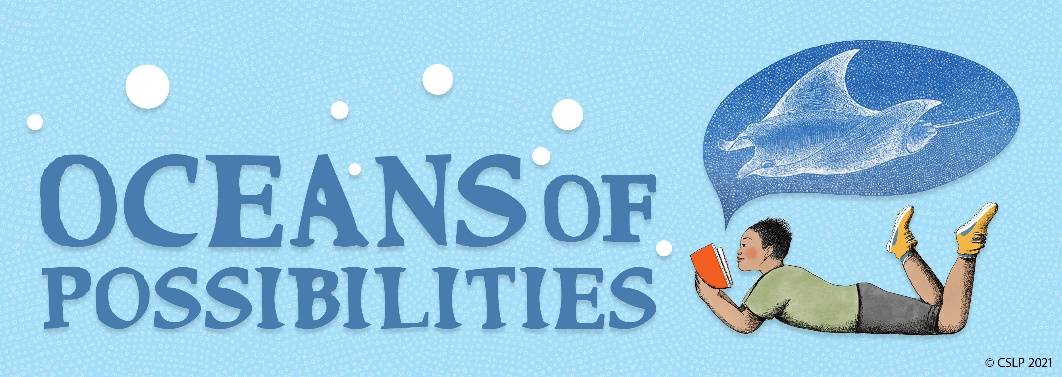 OCEANS OF
POSSIBILITIES
© CSLP 2021